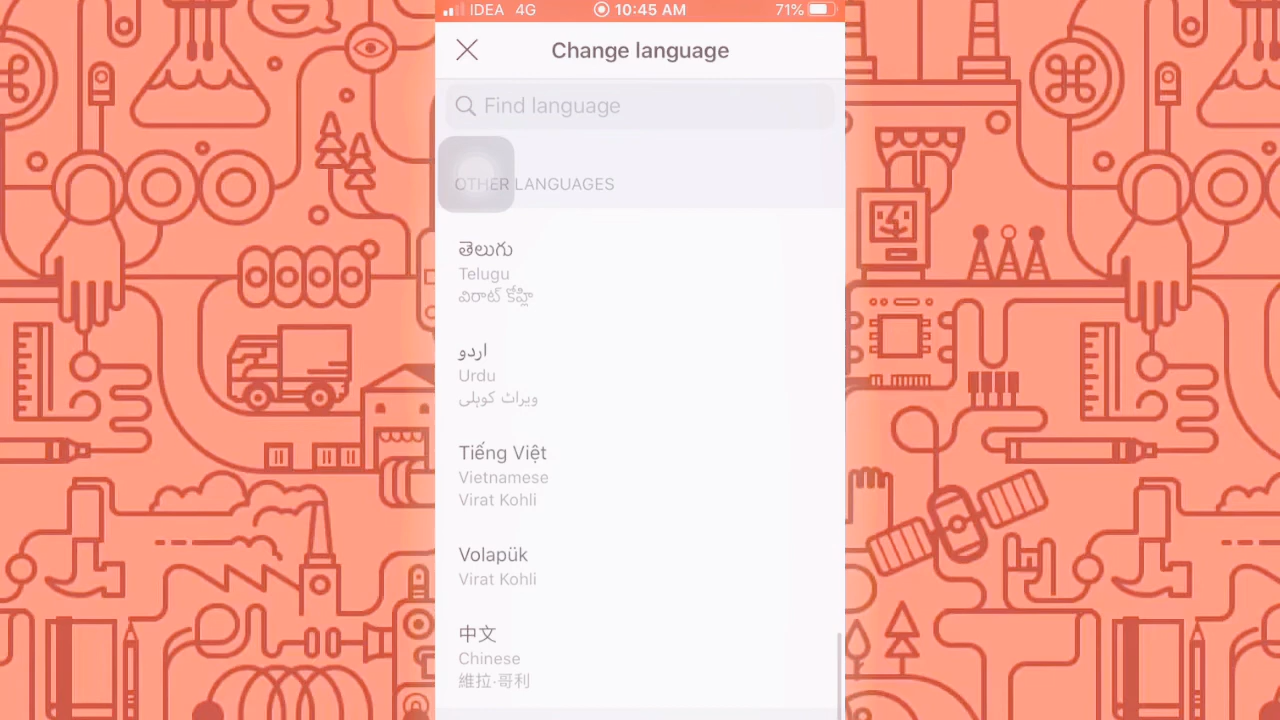 IDEA 4G 10:45 AM 71%
Change language
Find language
OTHER LANGUAGES
తెలుగు
Telugu
విరాట్ కోహ్లి
اردو
Urdu
ویراٹ کوہلی
Tiếng Việt
Vietnamese
Virat Kohli
Volapük
Virat Kohli
中文
Chinese
維拉·哥利